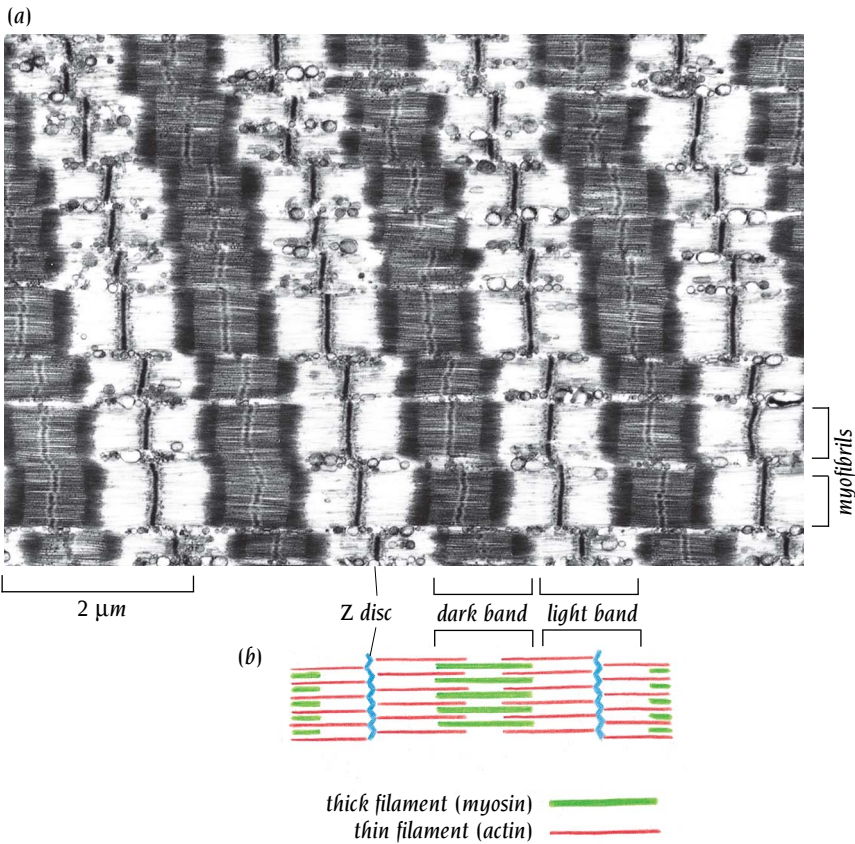 (a)
myofibrils
2 μm
Z disc
dark band
light band
(b)
thick filament (myosin)
thin filament (actin)